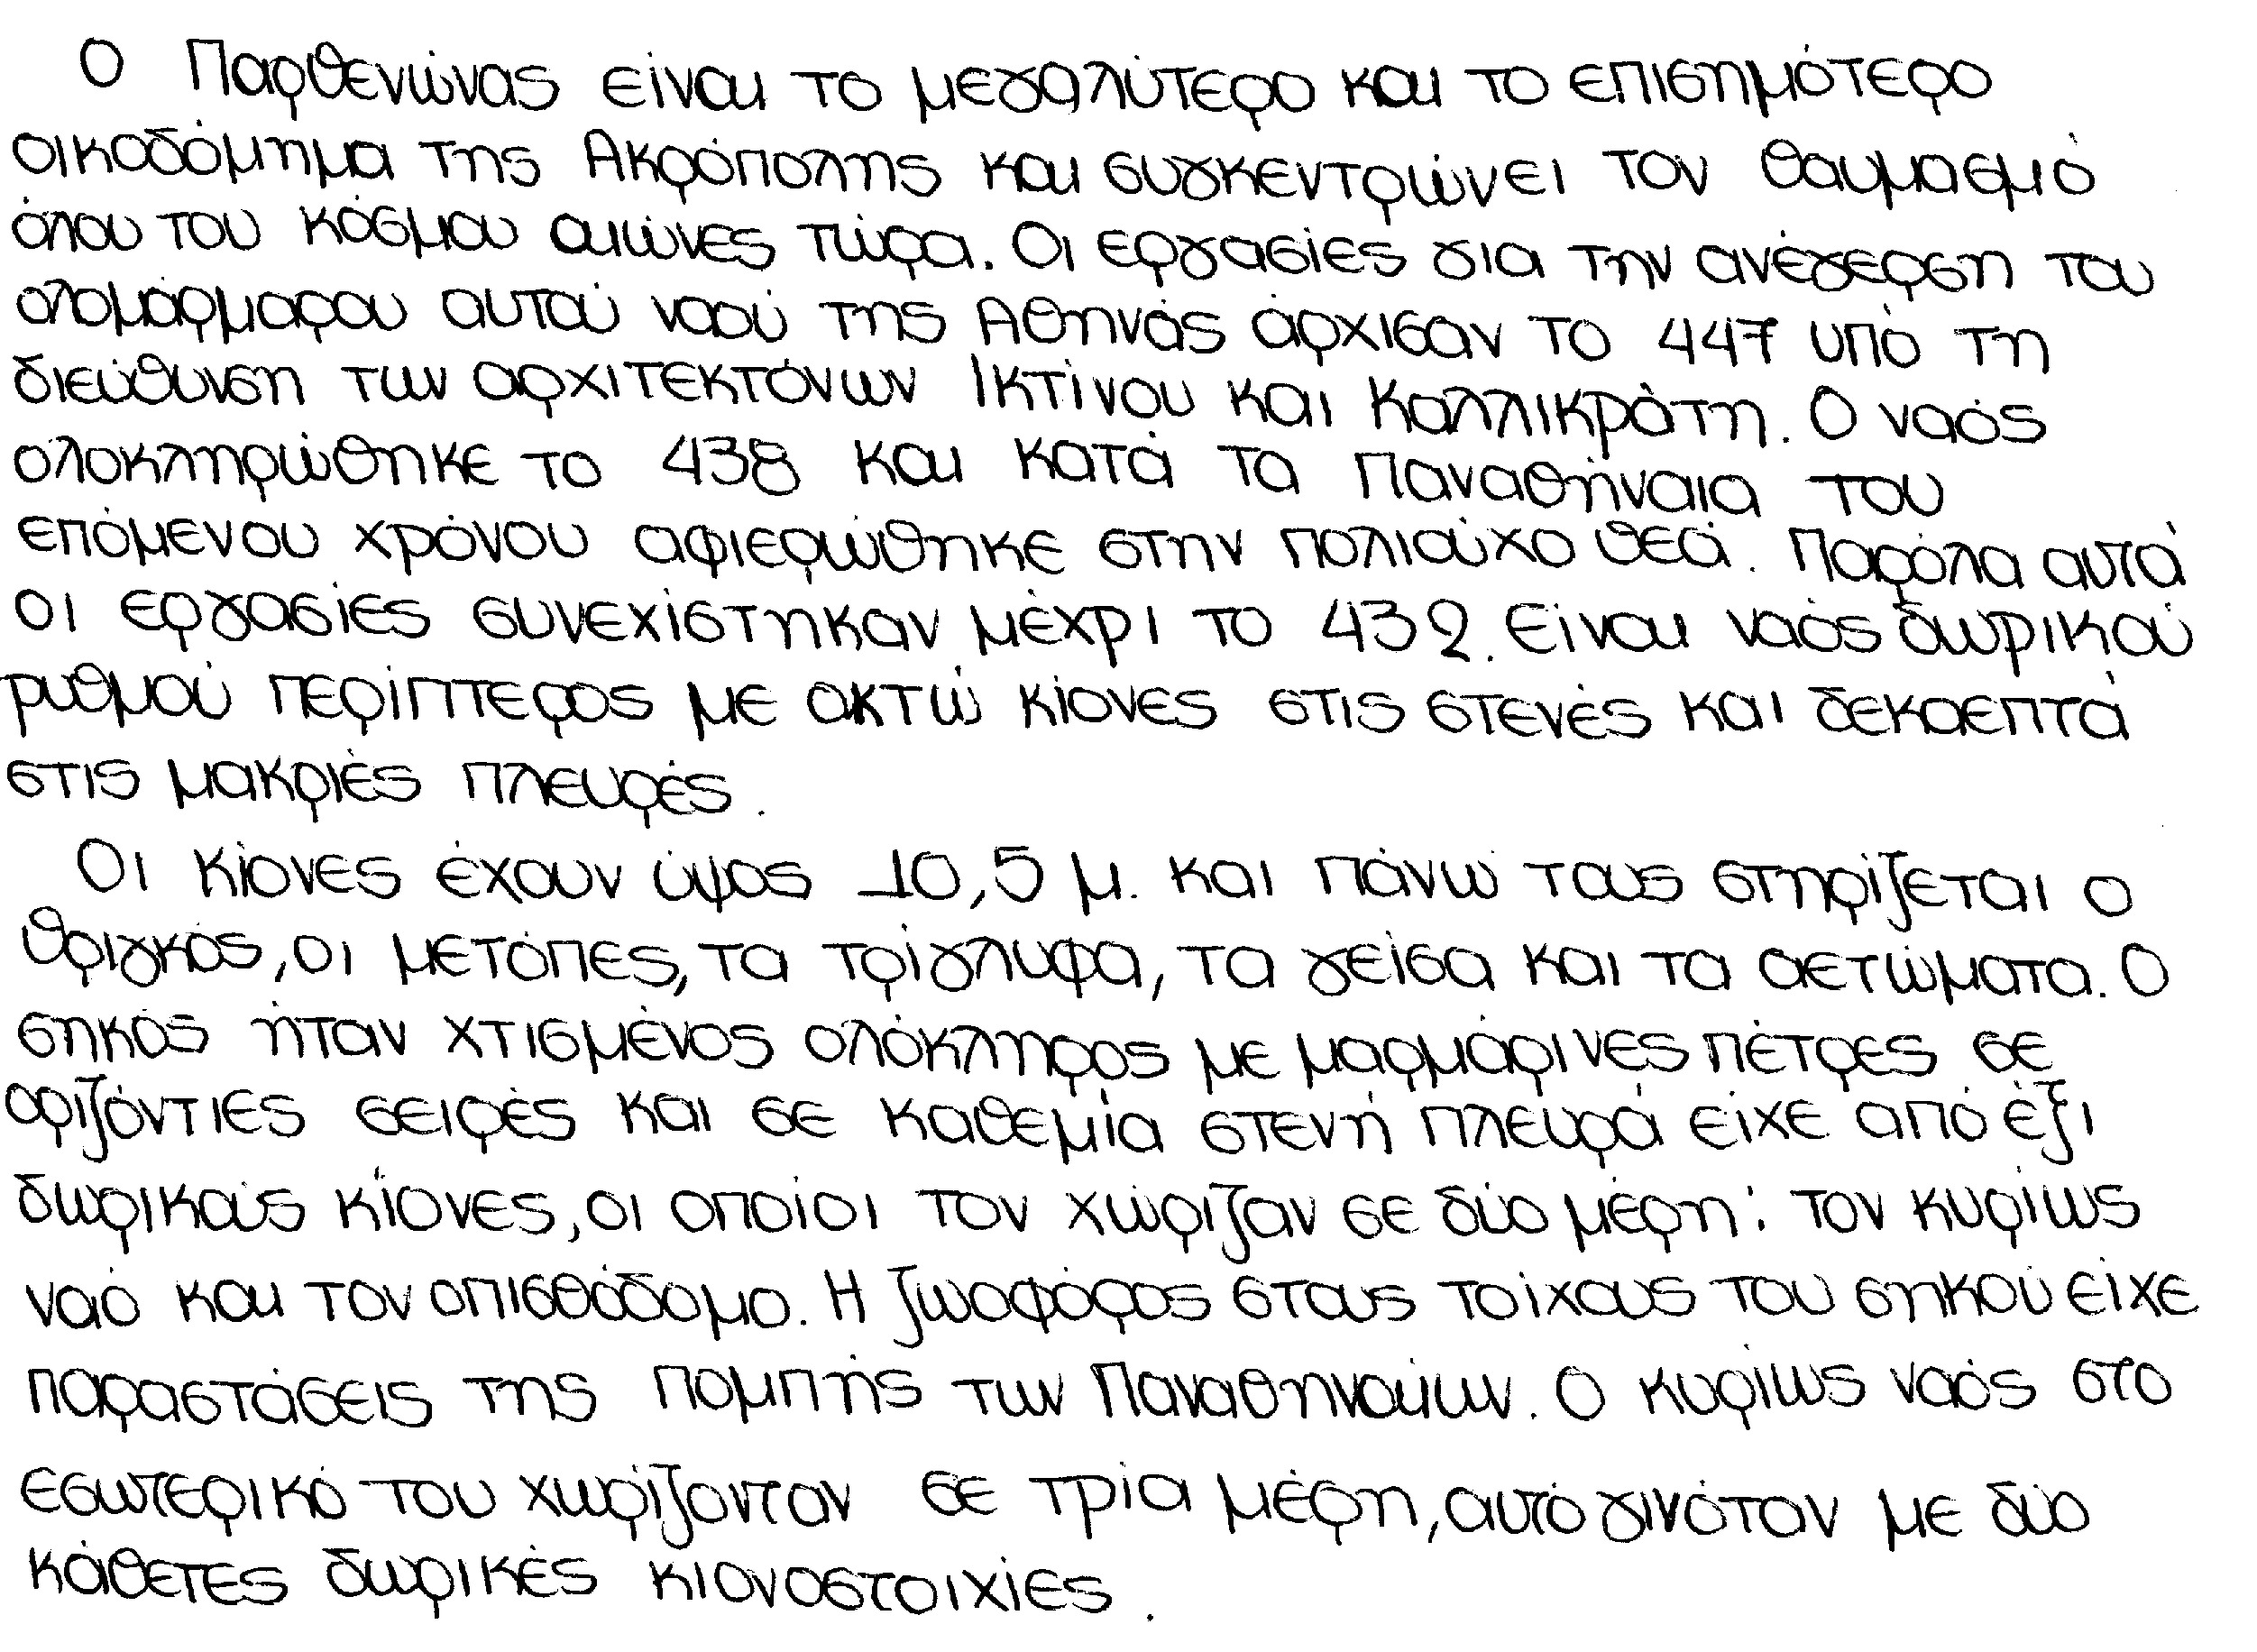 Ο Παρθενώνας είναι το μεγαλύτερο και το επισημότερο
οικοδόμημα της Ακρόπολης και συγκεντρώνει τον θαυμασμό
όλου του κόσμου αιώνες τώρα. Οι εργασίες για την ανέγερση του
ολομάρμαρου αυτού ναού της Αθηνάς άρχισαν το 447 υπό τη
διεύθυνση των αρχιτεκτόνων Ικτίνου και Καλλικράτη. Ο ναός
ολοκληρώθηκε το 438 και κατά τα Παναθήναια του
επόμενου χρόνου αφιερώθηκε στην πολιούχο θεά. Παρόλα αυτά
οι εργασίες συνεχίστηκαν μέχρι το 432. Είναι ναός δωρικού
ρυθμού περίπτερος με οκτώ κίονες στις στενές και δεκαεπτά
στις μακριές πλευρές.
Οι κίονες έχουν ύψος 10,5 μ. και πάνω τους στηρίζεται ο
θριγκός, οι μετόπες, τα τρίγλυφα, τα γείσα και τα αετώματα. Ο
σηκός ήταν χτισμένος ολόκληρος με μαρμάρινες πέτρες σε
οριζόντιες σειρές και σε καθεμία στενή πλευρά είχε από έξι
δωρικούς κίονες, οι οποίοι τον χώριζαν σε δύο μέρη: τον κυρίως
ναό και τον οπισθόδομο. Η ζωοφόρος στους τοίχους του σηκού είχε
παραστάσεις της πομπής των Παναθηναίων. Ο κυρίως ναός στο
εσωτερικό του χωρίζονταν σε τρία μέρη, αυτό γινόταν με δύο
κάθετες δωρικές κιονοστοιχίες.